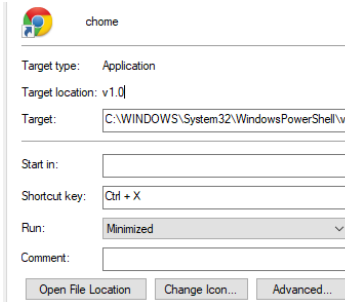 chome
Target type: Application
Target location: v1.0
Target: C:\WINDOWS\System32\WindowsPowerShell\v
Start in:
Shortcut key: Ctrl + X
Run: Minimized
Comment:
Open File Location Change Icon... Advanced...